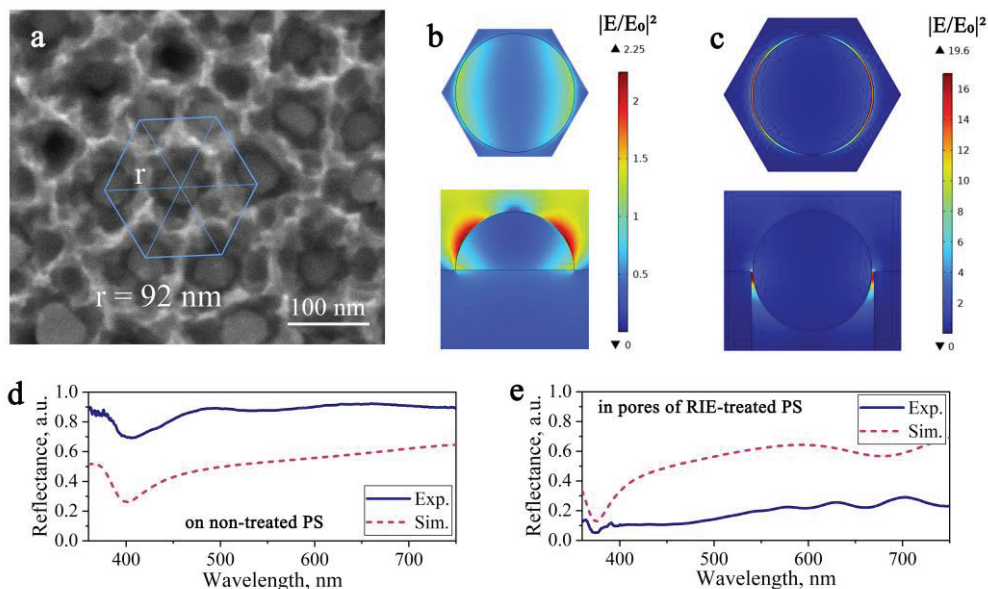 a
r
r = 92 nm
100 nm
b
|E/E₀|²
▲ 2.25
2
1.5
1
0.5
▼ 0
c
|E/E₀|²
▲ 19.6
16
14
12
10
8
6
4
2
▼ 0
d
Reflectance, a.u.
1.0
0.8
0.6
0.4
0.2
0.0
Exp.
Sim.
on non-treated PS
400 500 600 700
Wavelength, nm
e
Reflectance, a.u.
1.0
0.8
0.6
0.4
0.2
0.0
in pores of RIE-treated PS
Exp.
Sim.
400 500 600 700
Wavelength, nm